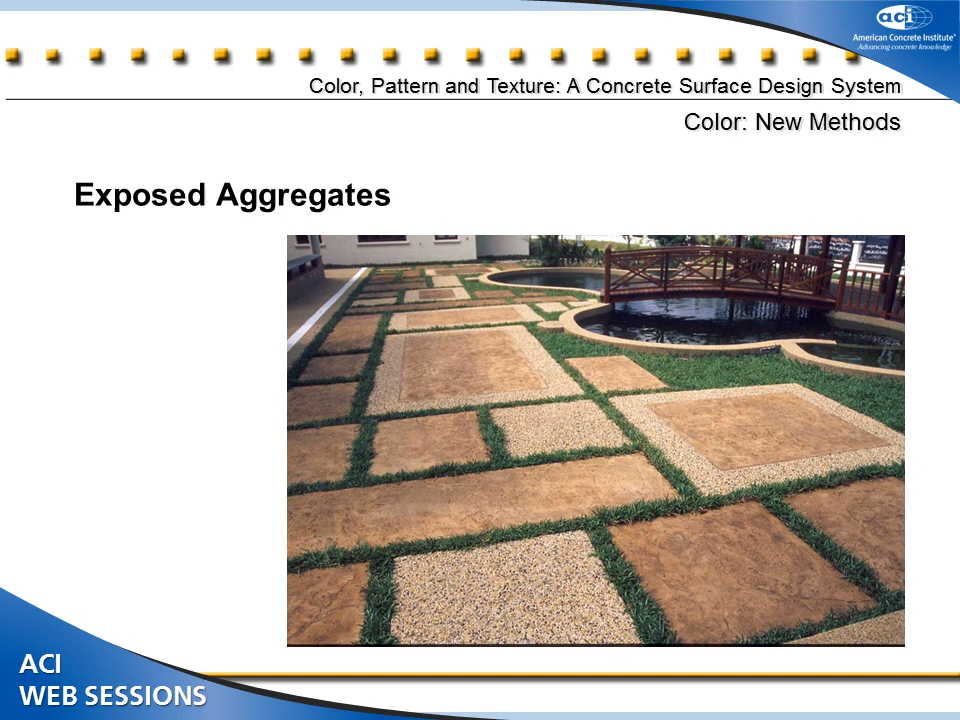 aci
American Concrete Institute®
Advancing concrete knowledge
Color, Pattern and Texture: A Concrete Surface Design System
Color: New Methods
Exposed Aggregates
ACI
WEB SESSIONS